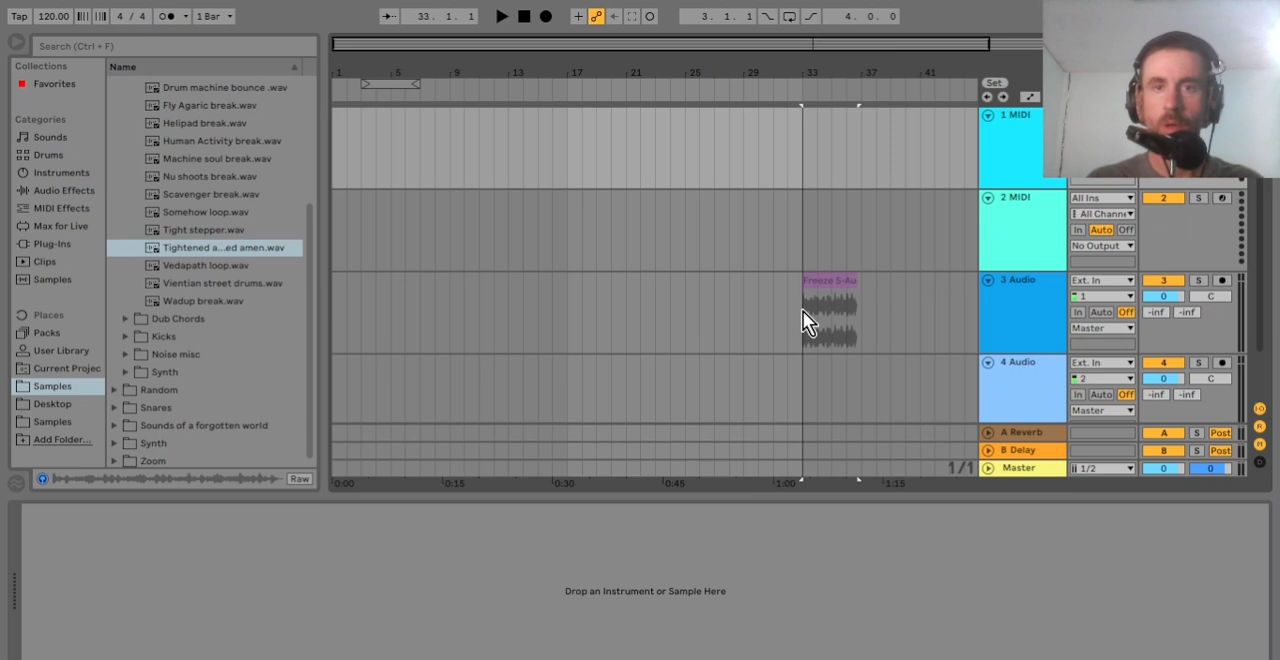 Tap 120.00 4 / 4 1 Bar 33. 1. 1 3. 1. 1 4. 0. 0
Search (Ctrl + F)
Collections
Favorites
Categories
Sounds
Drums
Instruments
Audio Effects
MIDI Effects
Max for Live
Plug-Ins
Clips
Samples
Places
Packs
User Library
Current Projec
Samples
Desktop
Samples
Add Folder...
Name
Drum machine bounce .wav
Fly Agaric break.wav
Helipad break.wav
Human Activity break.wav
Machine soul break.wav
Nu shoots break.wav
Scavenger break.wav
Somehow loop.wav
Tight stepper.wav
Tightened a...ed amen.wav
Vedapath loop.wav
Vientian street drums.wav
Wadup break.wav
Dub Chords
Kicks
Noise misc
Synth
Random
Snares
Sounds of a forgotten world
Synth
Zoom
Raw
1 5 9 13 17 21 25 29 33 37 41
Set
1 MIDI
2 MIDI All Ins 2 S
All Channe
In Auto Off
No Output
Freeze 5-Au
3 Audio Ext. In 3 S
1 0 C
In Auto Off -inf -inf
Master
4 Audio Ext. In 4 S
2 0 C
In Auto Off -inf -inf
Master
A Reverb A S Post
B Delay B S Post
1/1 Master 1/2 0 0
0:00 0:15 0:30 0:45 1:00 1:15
Drop an Instrument or Sample Here